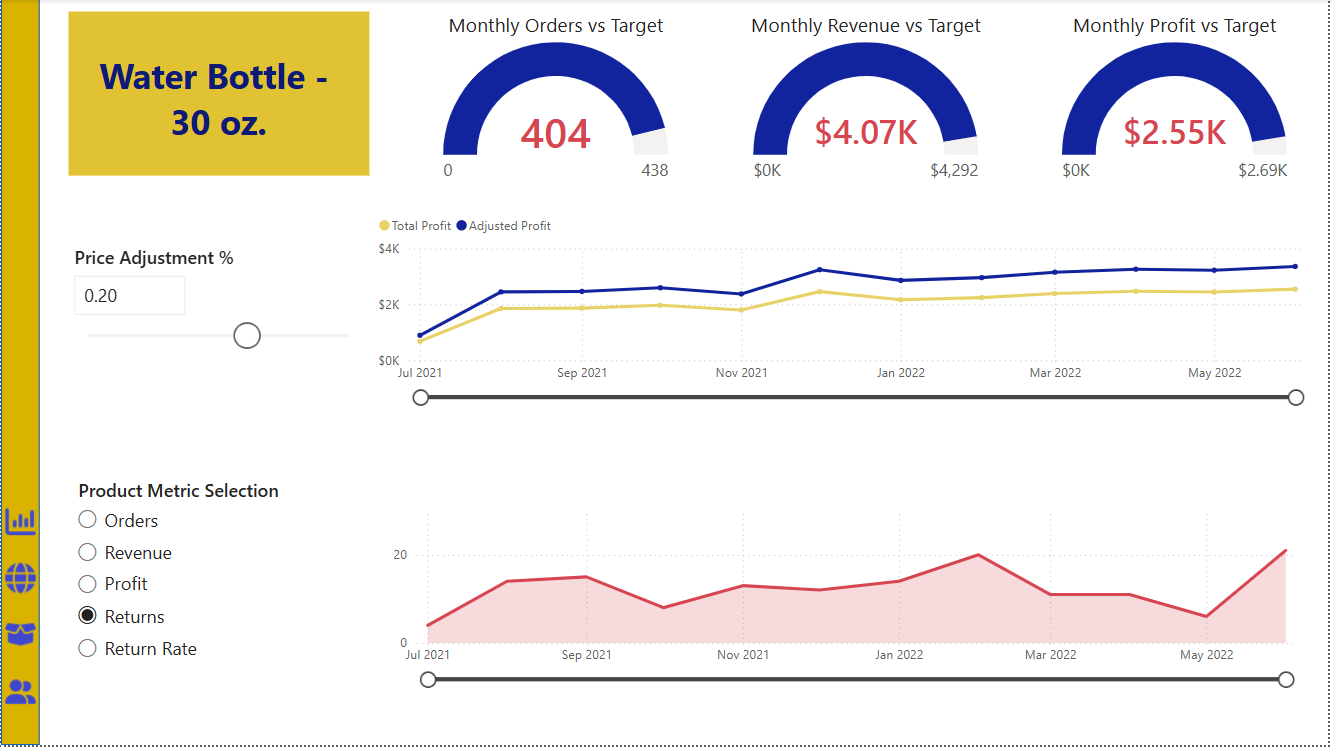 Water Bottle -
30 oz.
Monthly Orders vs Target
404
0
438
Monthly Revenue vs Target
$4.07K
$0K
$4,292
Monthly Profit vs Target
$2.55K
$0K
$2.69K
Price Adjustment %
0.20
Total Profit Adjusted Profit
$4K
$2K
$0K
Jul 2021 Sep 2021 Nov 2021 Jan 2022 Mar 2022 May 2022
Product Metric Selection
Orders
Revenue
Profit
Returns
Return Rate
20
0
Jul 2021 Sep 2021 Nov 2021 Jan 2022 Mar 2022 May 2022